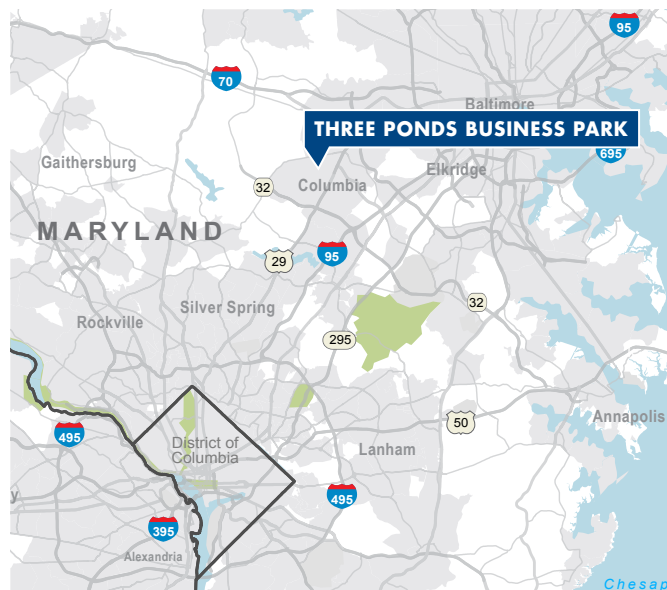 95
70
Baltimore
THREE PONDS BUSINESS PARK
695
Gaithersburg
Elkridge
32
Columbia
MARYLAND
29
95
Silver Spring
32
Rockville
295
50
Annapolis
495
District of
Columbia
Lanham
y
495
395
Alexandria
Chesap